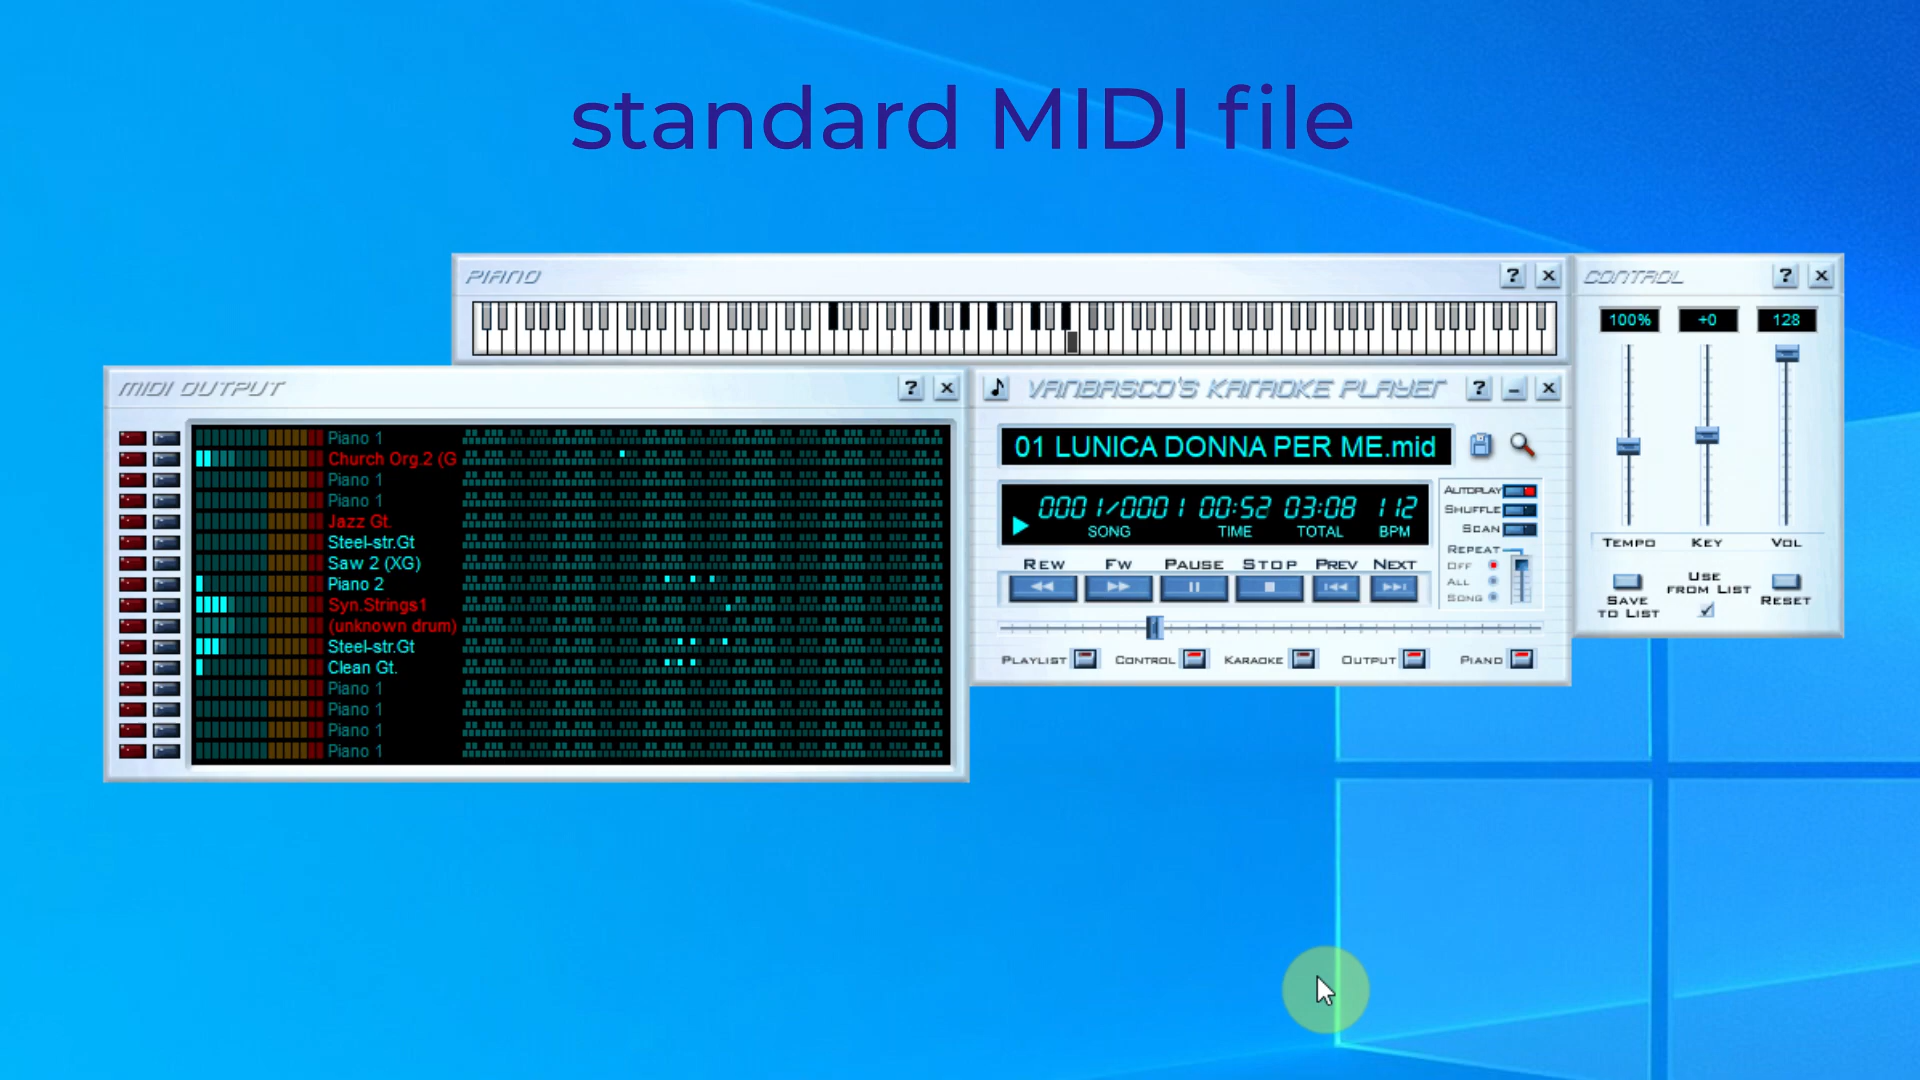 standard MIDI file
PIANO
? ×
CONTROL
? ×
100% +0 128
TEMPO KEY VOL
SAVE TO LIST
USE FROM LIST
RESET
MIDI OUTPUT
? ×
Piano 1
Church Org.2 (G
Piano 1
Piano 1
Jazz Gt.
Steel-str.Gt
Saw 2 (XG)
Piano 2
Syn.Strings1
(unknown drum)
Steel-str.Gt
Clean Gt.
Piano 1
Piano 1
Piano 1
Piano 1
VANBASCO'S KARAOKE PLAYER
? – ×
01 LUNICA DONNA PER ME.mid
0001/0001 00:52 03:08 112
SONG TIME TOTAL BPM
AUTOPLAY
SHUFFLE
SCAN
REPEAT
OFF
ALL
SONG
REW FW PAUSE STOP PREV NEXT
PLAYLIST CONTROL KARAOKE OUTPUT PIANO